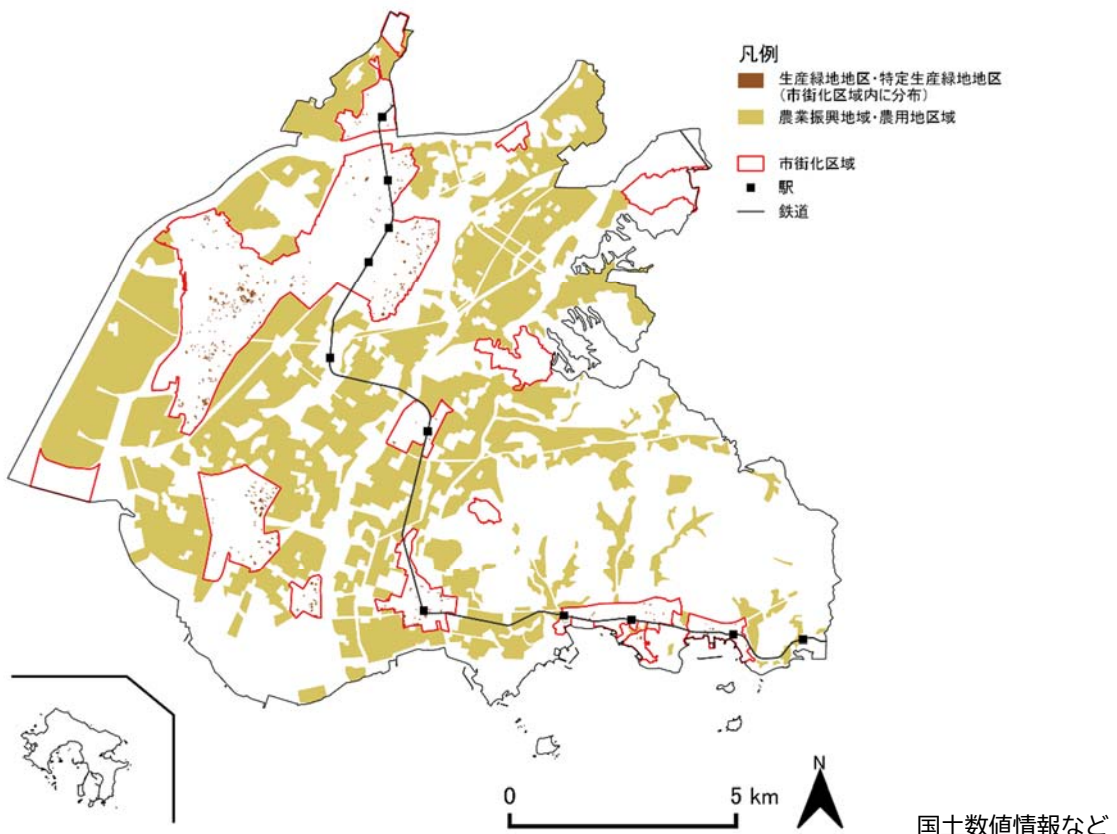 凡例
生産緑地地区・特定生産緑地地区
（市街化区域内に分布）
農業振興地域・農用地区域
市街化区域
駅
鉄道
N
0 5 km
国土数値情報など